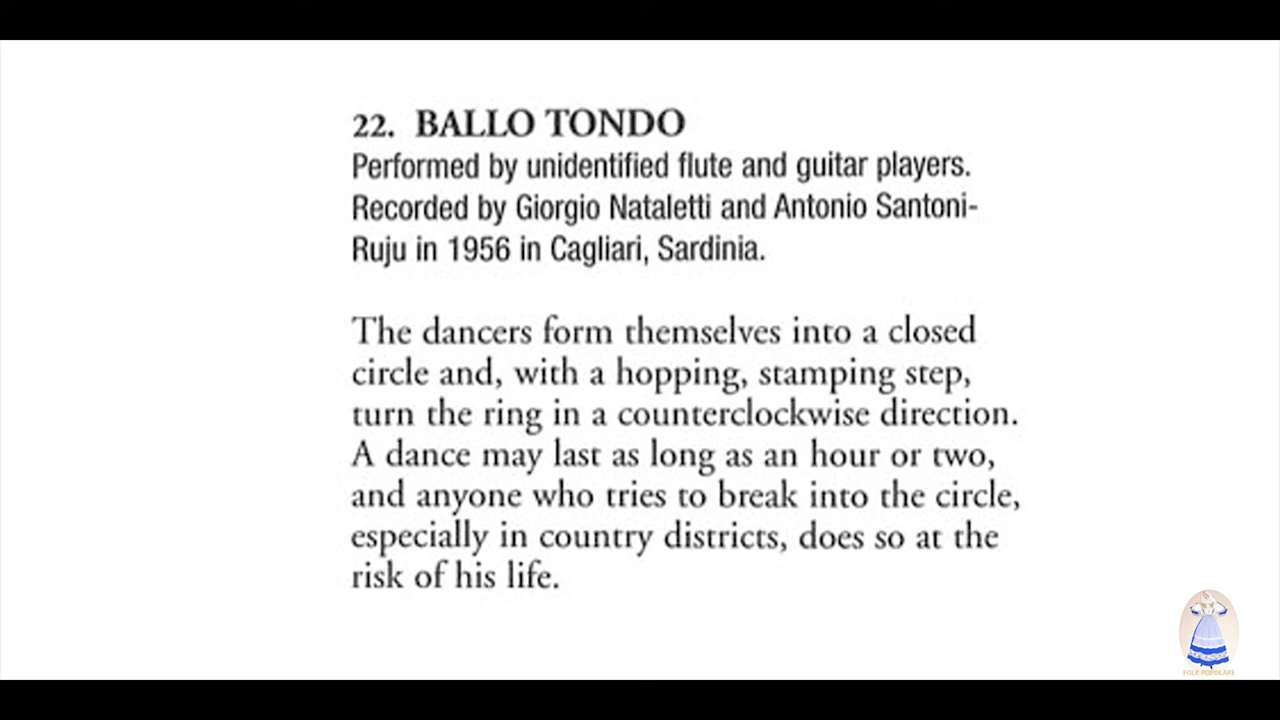 22. BALLO TONDO
Performed by unidentified flute and guitar players.
Recorded by Giorgio Nataletti and Antonio Santoni-
Ruju in 1956 in Cagliari, Sardinia.
The dancers form themselves into a closed
circle and, with a hopping, stamping step,
turn the ring in a counterclockwise direction.
A dance may last as long as an hour or two,
and anyone who tries to break into the circle,
especially in country districts, does so at the
risk of his life.
FOLK POPOLARE